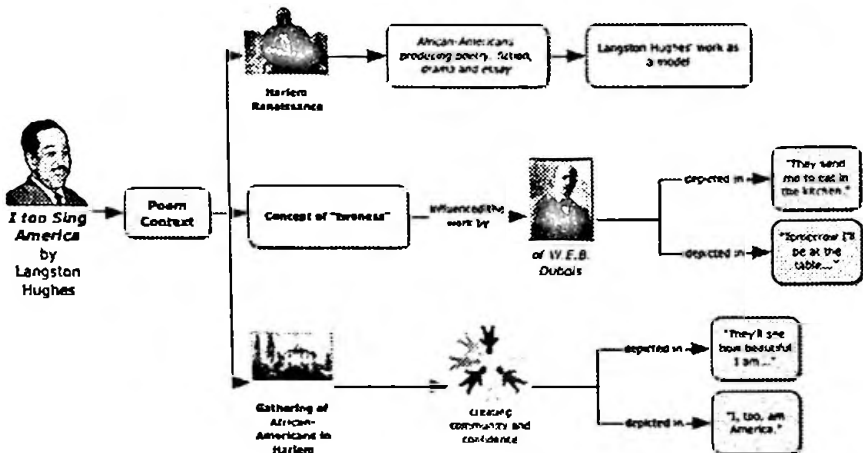 I too Sing
America
by
Langston
Hughes
Poem
Context
Harlem
Renaissance
African-Americans
producing poetry, fiction,
drama and essay
Langston Hughes' work as
a model
Concept of "twoness"
influenced the
work by
of W.E.B.
Dubois
depicted in
"They send
me to eat in
the kitchen."
depicted in
"Tomorrow I'll
be at the
table..."
Gathering of
African-
Americans in
Harlem
Creating
community and
confidence
depicted in
"They'll see
how beautiful
I am..."
depicted in
"I, too, am
America."